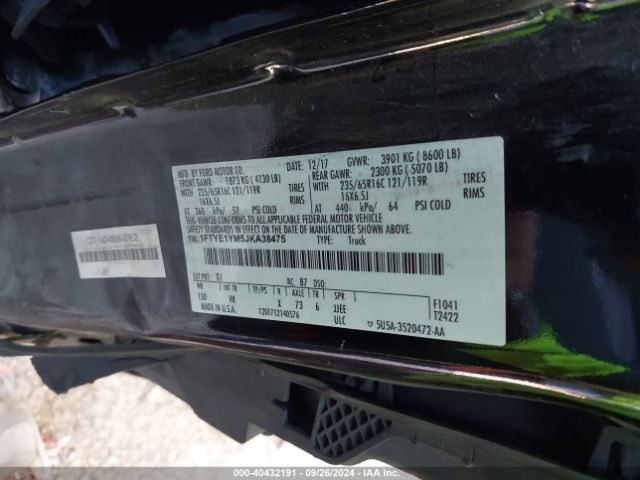 MFD. BY FORD MOTOR CO. 12/17 GVWR: 3901 KG ( 8600 LB)
FRONT GAWR: 1873 KG ( 4130 LB) REAR GAWR: 2300 KG ( 5070 LB)
WITH 235/65R16C 121/119R TIRES WITH 235/65R16C 121/119R TIRES
16X6.5J RIMS 16X6.5J RIMS
AT 360 kPa/ 52 PSI COLD AT 440 kPa/ 64 PSI COLD
THIS VEHICLE CONFORMS TO ALL APPLICABLE FEDERAL MOTOR VEHICLE
SAFETY STANDARDS IN EFFECT ON THE DATE OF MANUFACTURE SHOWN ABOVE.
VIN: 1FTYE1YM5JKA38475 TYPE: Truck
EXT PNT: RC: 87 DSO:
WB INT TR TP/PS R AXLE TR SPR
130 VK X 73 6 JJEE F1041
MADE IN U.S.A. 1201712140576 ULC T2422
5U5A-3520472-AA
000-40432191 - 09/26/2024 - IAA Inc.